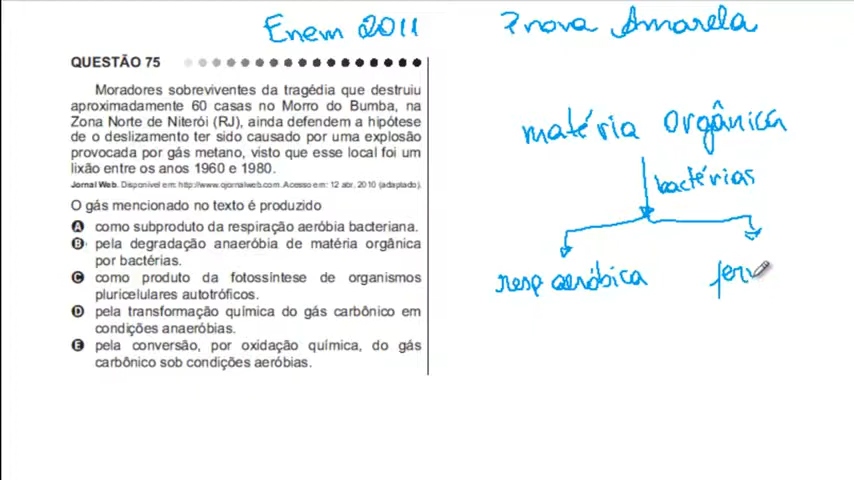 Enem 2011 Prova Amarela
QUESTÃO 75
Moradores sobreviventes da tragédia que destruiu
aproximadamente 60 casas no Morro do Bumba, na
Zona Norte de Niterói (RJ), ainda defendem a hipótese
de o deslizamento ter sido causado por uma explosão
provocada por gás metano, visto que esse local foi um
lixão entre os anos 1960 e 1980.
Jornal Web. Disponível em: http://www.ojornalweb.com. Acesso em: 12 abr. 2010 (adaptado).
O gás mencionado no texto é produzido
A como subproduto da respiração aeróbia bacteriana.
B pela degradação anaeróbia de matéria orgânica
por bactérias.
C como produto da fotossíntese de organismos
pluricelulares autotróficos.
D pela transformação química do gás carbônico em
condições anaeróbias.
E pela conversão, por oxidação química, do gás
carbônico sob condições aeróbias.
matéria orgânica
bactérias
resp aeróbica fer